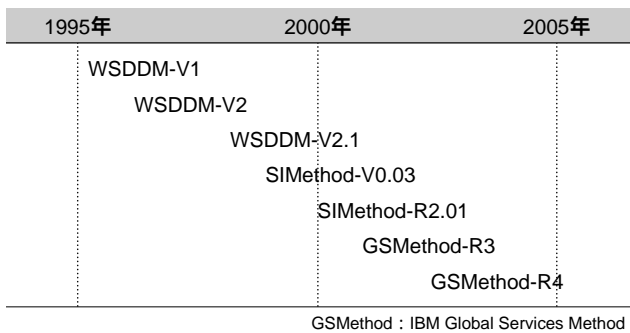 1995年 2000年 2005年
WSDDM-V1
WSDDM-V2
WSDDM-V2.1
SIMethod-V0.03
SIMethod-R2.01
GSMethod-R3
GSMethod-R4
GSMethod：IBM Global Services Method